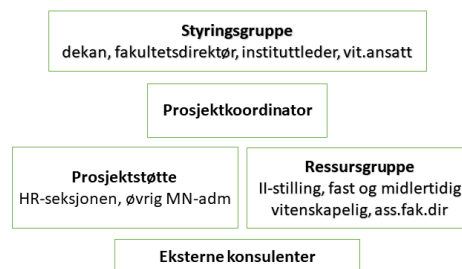 Styringsgruppe
dekan, fakultetsdirektør, instituttleder, vit.ansatt
Prosjektkoordinator
Prosjektstøtte
HR-seksjonen, øvrig MN-adm
Ressursgruppe
II-stilling, fast og midlertidig
vitenskapelig, ass.fak.dir
Eksterne konsulenter